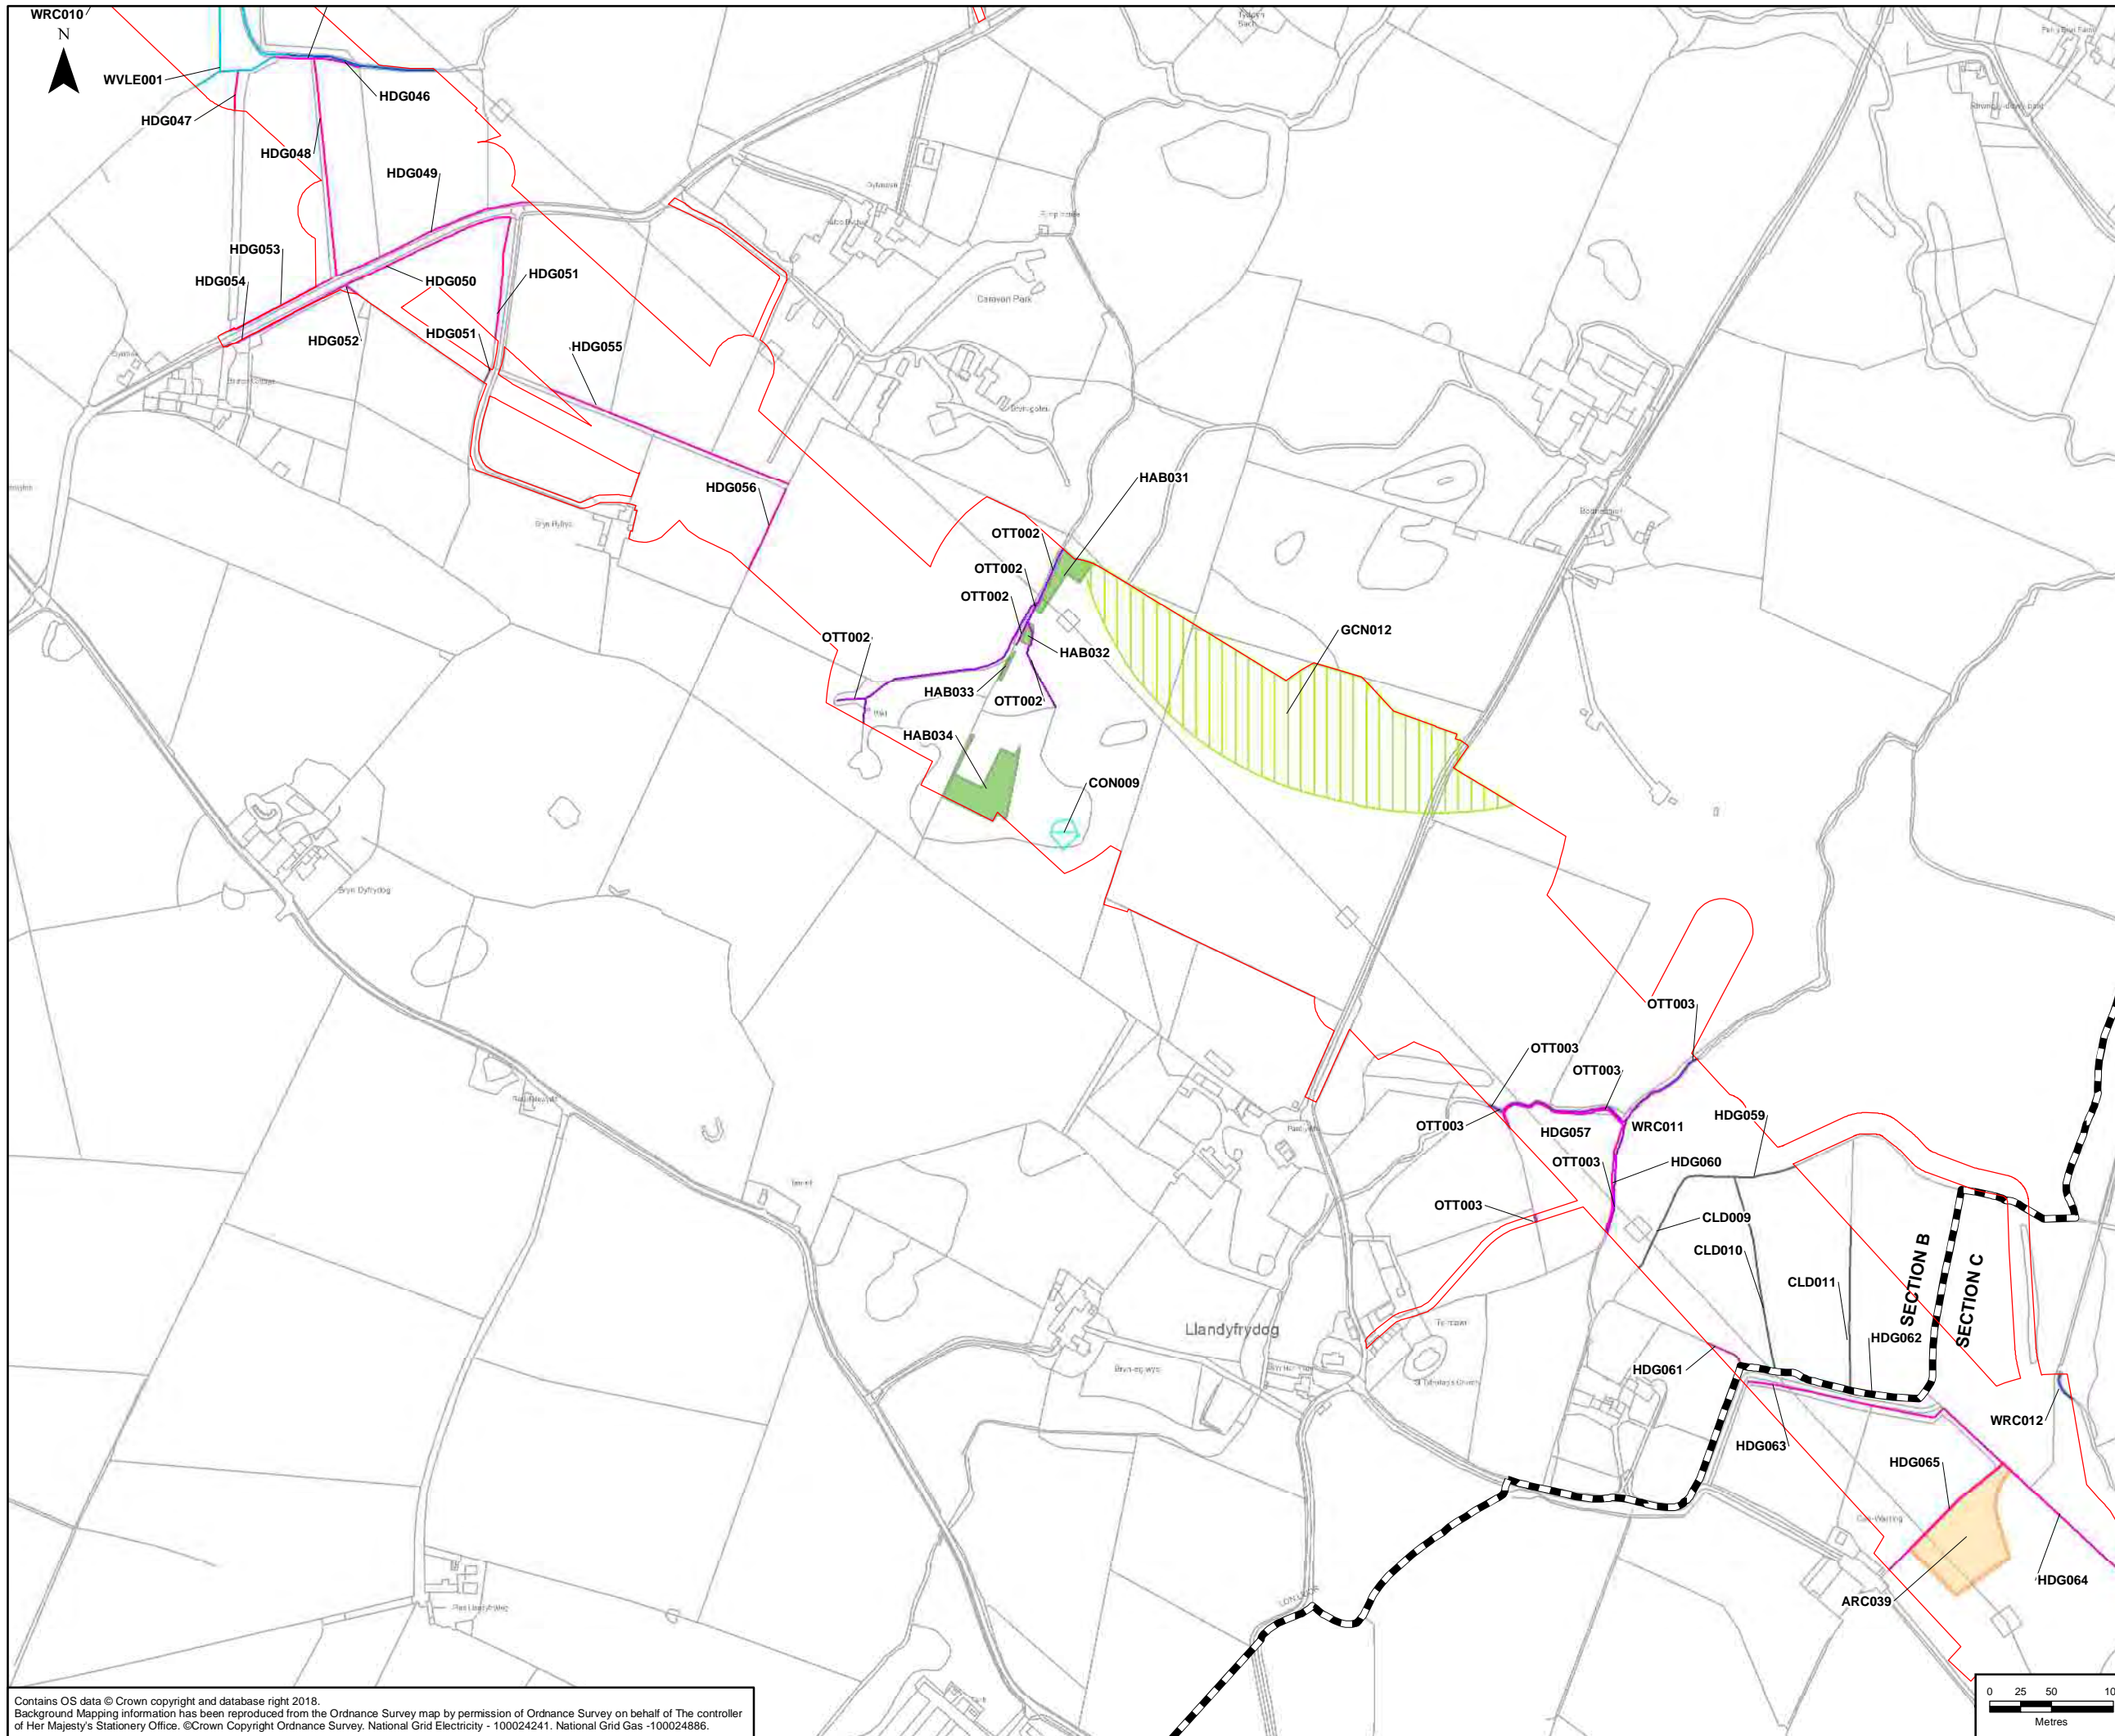 WRC010
N
WVLE001
HDG046
HDG047
HDG048
HDG049
HDG053
HDG054
HDG050
HDG051
HDG052
HDG051
HDG055
HDG056
Caravan Park
HAB031
OTT002
OTT002
OTT002
OTT002
GCN012
HAB032
HAB033
OTT002
HAB034
CON009
Bryn Dyfrydog
OTT003
OTT003
OTT003
OTT003
HDG057
WRC011
HDG059
OTT003
HDG060
OTT003
CLD009
CLD010
CLD011
SECTION B
SECTION C
HDG062
Llandyfrydog
HDG061
WRC012
HDG063
HDG065
HDG064
ARC039
0 25 50 10
Metres
Contains OS data © Crown copyright and database right 2018.
Background Mapping information has been reproduced from the Ordnance Survey map by permission of Ordnance Survey on behalf of The controller
of Her Majesty's Stationery Office. ©Crown Copyright Ordnance Survey. National Grid Electricity - 100024241. National Grid Gas -100024886.